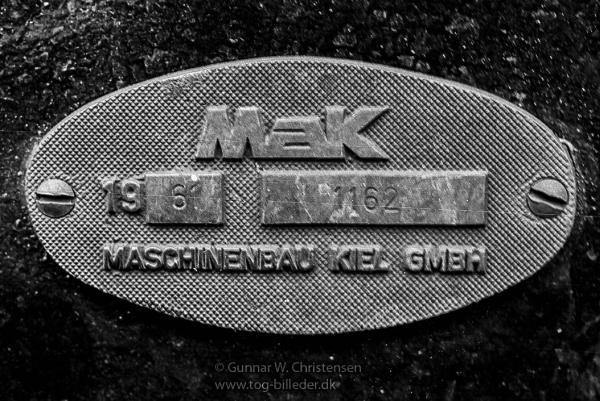 MaK
19 61 1162
MASCHINENBAU KIEL GMBH
© Gunnar W. Christensen
www.tog-billeder.dk